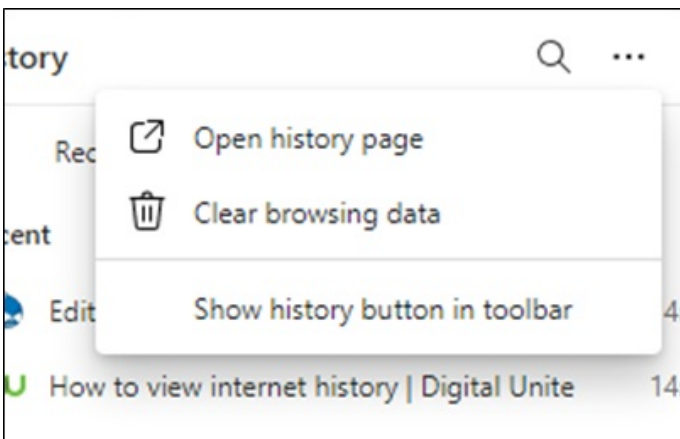 tory
...
Open history page
Rec
Clear browsing data
cent
Show history button in toolbar
Edit 4
U How to view internet history | Digital Unite 14